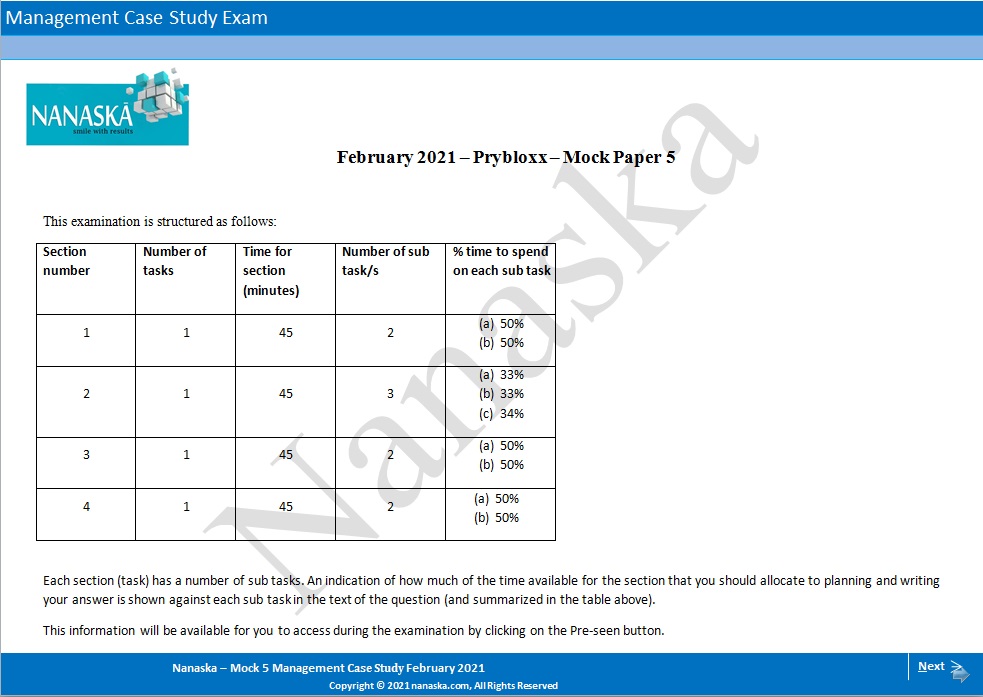 Management Case Study Exam
NANASKĀ
smile with results
February 2021 – Prybloxx – Mock Paper 5
This examination is structured as follows:
Section number Number of tasks Time for section (minutes) Number of sub task/s % time to spend on each sub task
1 1 45 2 (a) 50% (b) 50%
2 1 45 3 (a) 33% (b) 33% (c) 34%
3 1 45 2 (a) 50% (b) 50%
4 1 45 2 (a) 50% (b) 50%
Nanaska
Each section (task) has a number of sub tasks. An indication of how much of the time available for the section that you should allocate to planning and writing
your answer is shown against each sub task in the text of the question (and summarized in the table above).
This information will be available for you to access during the examination by clicking on the Pre-seen button.
Nanaska – Mock 5 Management Case Study February 2021
Copyright © 2021 nanaska.com, All Rights Reserved
Next